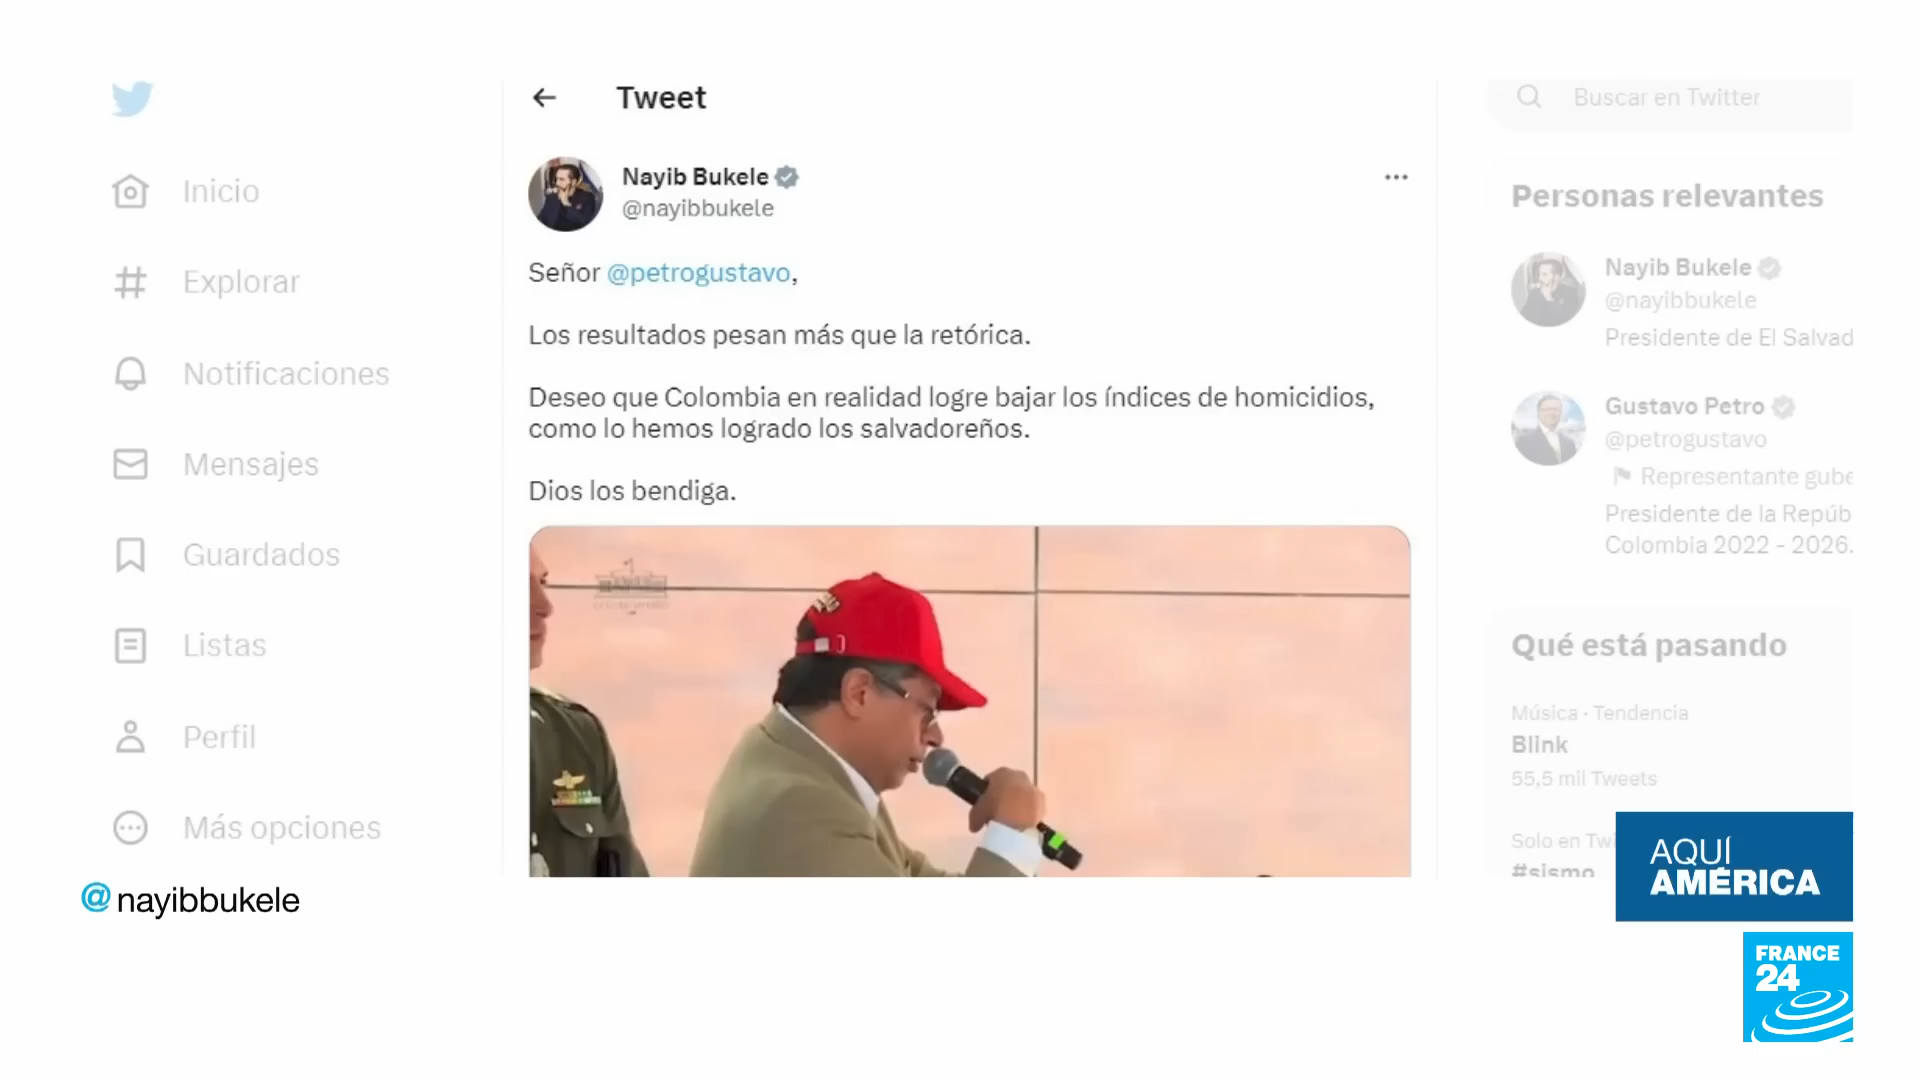 Tweet
Buscar en Twitter
Inicio
Explorar
Notificaciones
Mensajes
Guardados
Listas
Perfil
Más opciones
Nayib Bukele
@nayibbukele
Señor @petrogustavo,
Los resultados pesan más que la retórica.
Deseo que Colombia en realidad logre bajar los índices de homicidios,
como lo hemos logrado los salvadoreños.
Dios los bendiga.
Personas relevantes
Nayib Bukele
@nayibbukele
Presidente de El Salvad
Gustavo Petro
@petrogustavo
Representante gube
Presidente de la Repúb
Colombia 2022 - 2026.
Qué está pasando
Música · Tendencia
Blink
55,5 mil Tweets
Solo en Twi
#sismo
@nayibbukele
AQUÍ
AMÉRICA
FRANCE
24